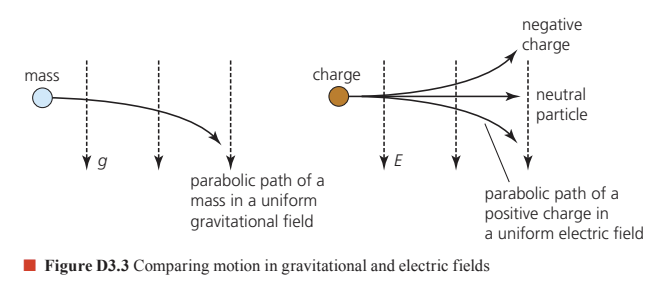 mass
g
parabolic path of a
mass in a uniform
gravitational field
charge
negative
charge
neutral
particle
E
parabolic path of a
positive charge in
a uniform electric field
Figure D3.3 Comparing motion in gravitational and electric fields